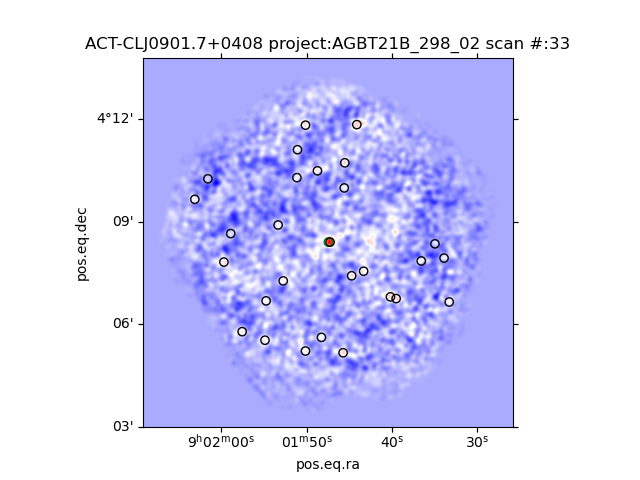 ACT-CLJ0901.7+0408 project:AGBT21B_298_02 scan #:33
4°12'
09'
06'
03'
pos.eq.dec
9ʰ02ᵐ00ˢ 01ᵐ50ˢ 40ˢ 30ˢ
pos.eq.ra